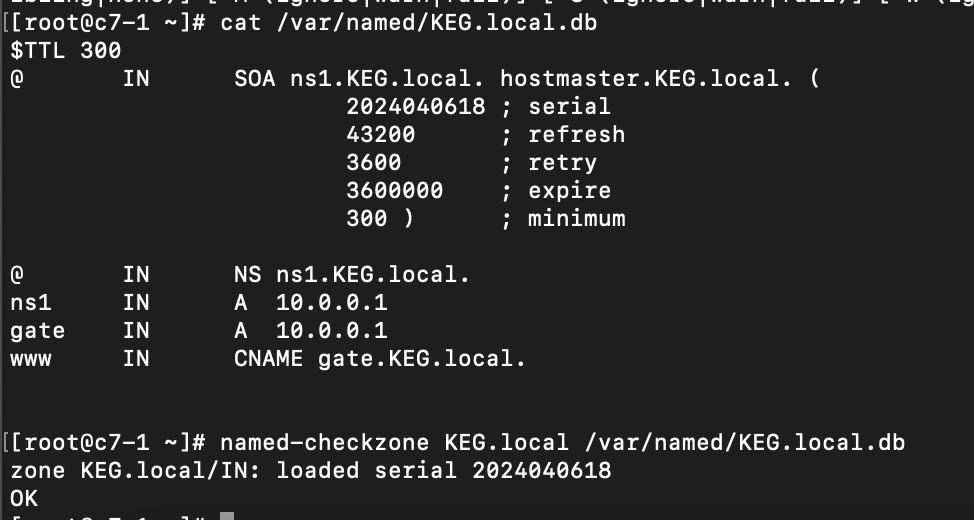 [[root@c7-1 ~]# cat /var/named/KEG.local.db
$TTL 300
@       IN      SOA ns1.KEG.local. hostmaster.KEG.local. (
                        2024040618 ; serial
                        43200      ; refresh
                        3600       ; retry
                        3600000    ; expire
                        300 )      ; minimum
@       IN      NS ns1.KEG.local.
ns1     IN      A  10.0.0.1
gate    IN      A  10.0.0.1
www     IN      CNAME gate.KEG.local.
[[root@c7-1 ~]# named-checkzone KEG.local /var/named/KEG.local.db
zone KEG.local/IN: loaded serial 2024040618
OK